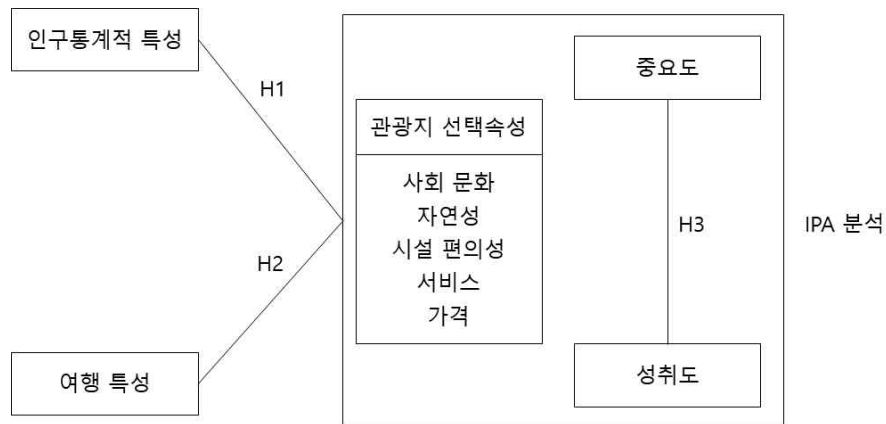 인구통계적 특성
H1
H2
여행 특성
관광지 선택속성
사회 문화
자연성
시설 편의성
서비스
가격
중요도
H3
성취도
IPA 분석